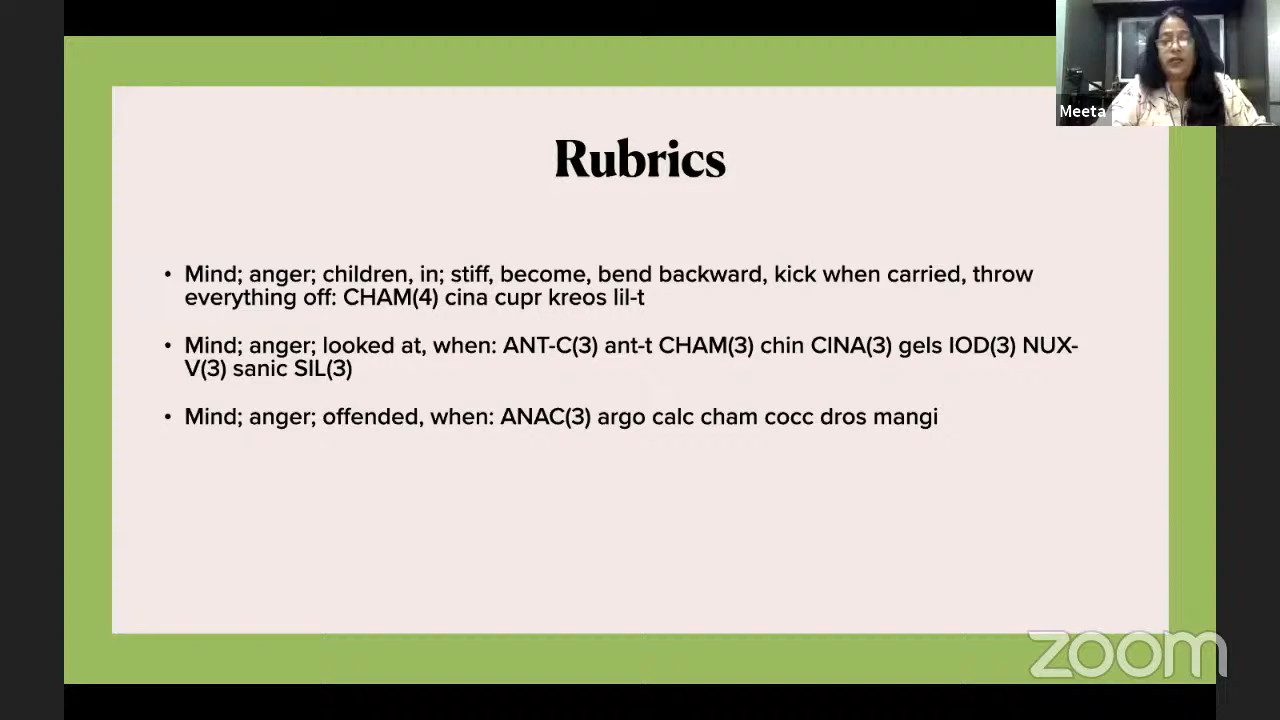 Meeta
Rubrics
• Mind; anger; children, in; stiff, become, bend backward, kick when carried, throw
everything off: CHAM(4) cina cupr kreos lil-t
• Mind; anger; looked at, when: ANT-C(3) ant-t CHAM(3) chin CINA(3) gels IOD(3) NUX-
V(3) sanic SIL(3)
• Mind; anger; offended, when: ANAC(3) argo calc cham cocc dros mangi
zoom